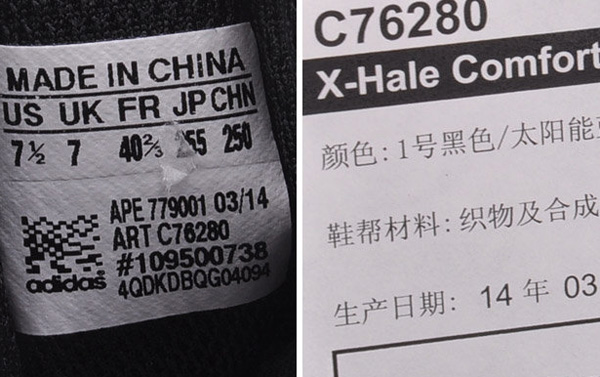 MADE IN CHINA
US UK FR JP CHN
7½ 7 40⅔ 255 250
APE 779001 03/14
ART C76280
#109500738
4QDKDBQG04094
adidas
C76280
X-Hale Comfort
颜色: 1号黑色/太阳能
鞋帮材料: 织物及合成
生产日期: 14 年 03